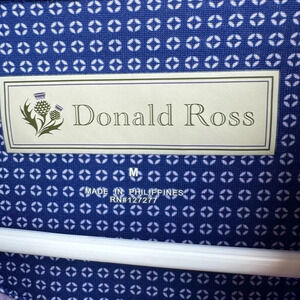 Donald Ross
M
MADE IN PHILIPPINES
RN#127277